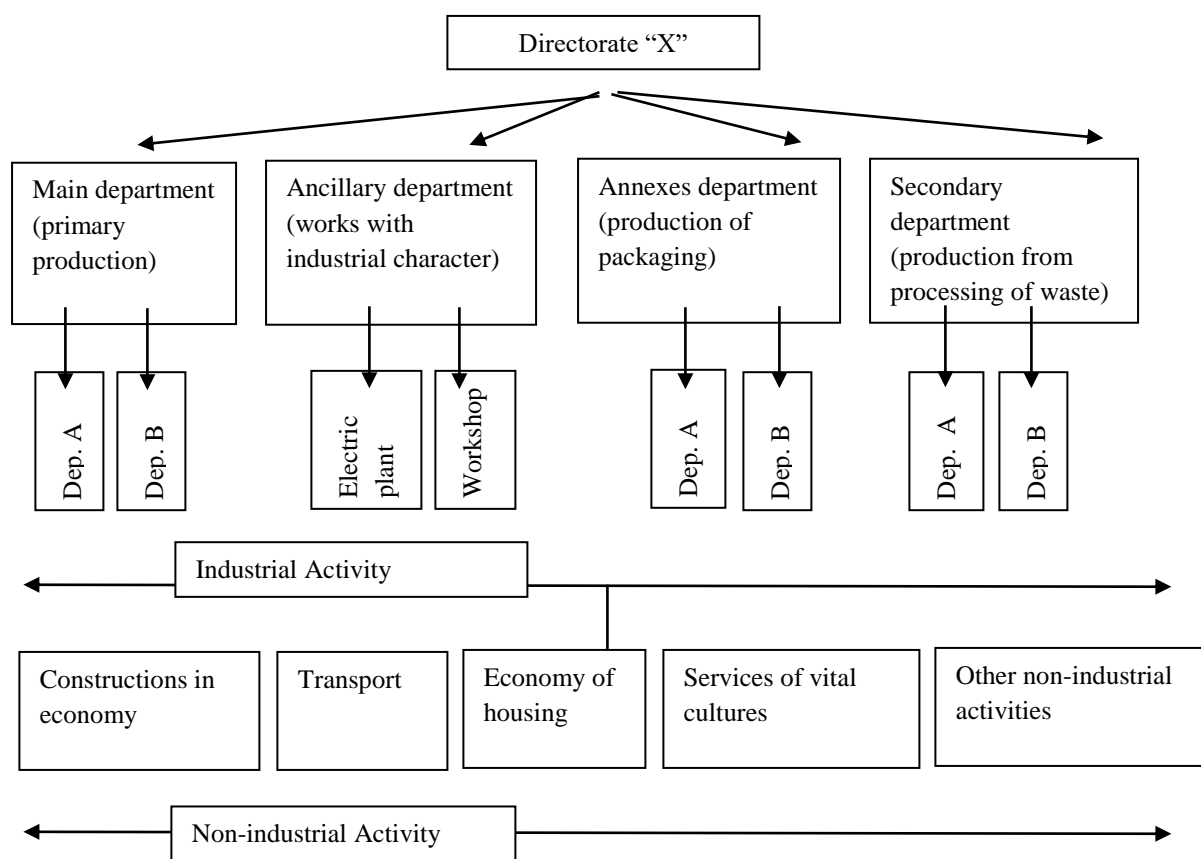 Directorate “X”
Main department
(primary
production)
Ancillary department
(works with
industrial character)
Annexes department
(production of
packaging)
Secondary
department
(production from
processing of waste)
Dep. A
Dep. B
Electric
plant
Workshop
Dep. A
Dep. B
Dep. A
Dep. B
Industrial Activity
Constructions in
economy
Transport
Economy of
housing
Services of vital
cultures
Other non-industrial
activities
Non-industrial Activity